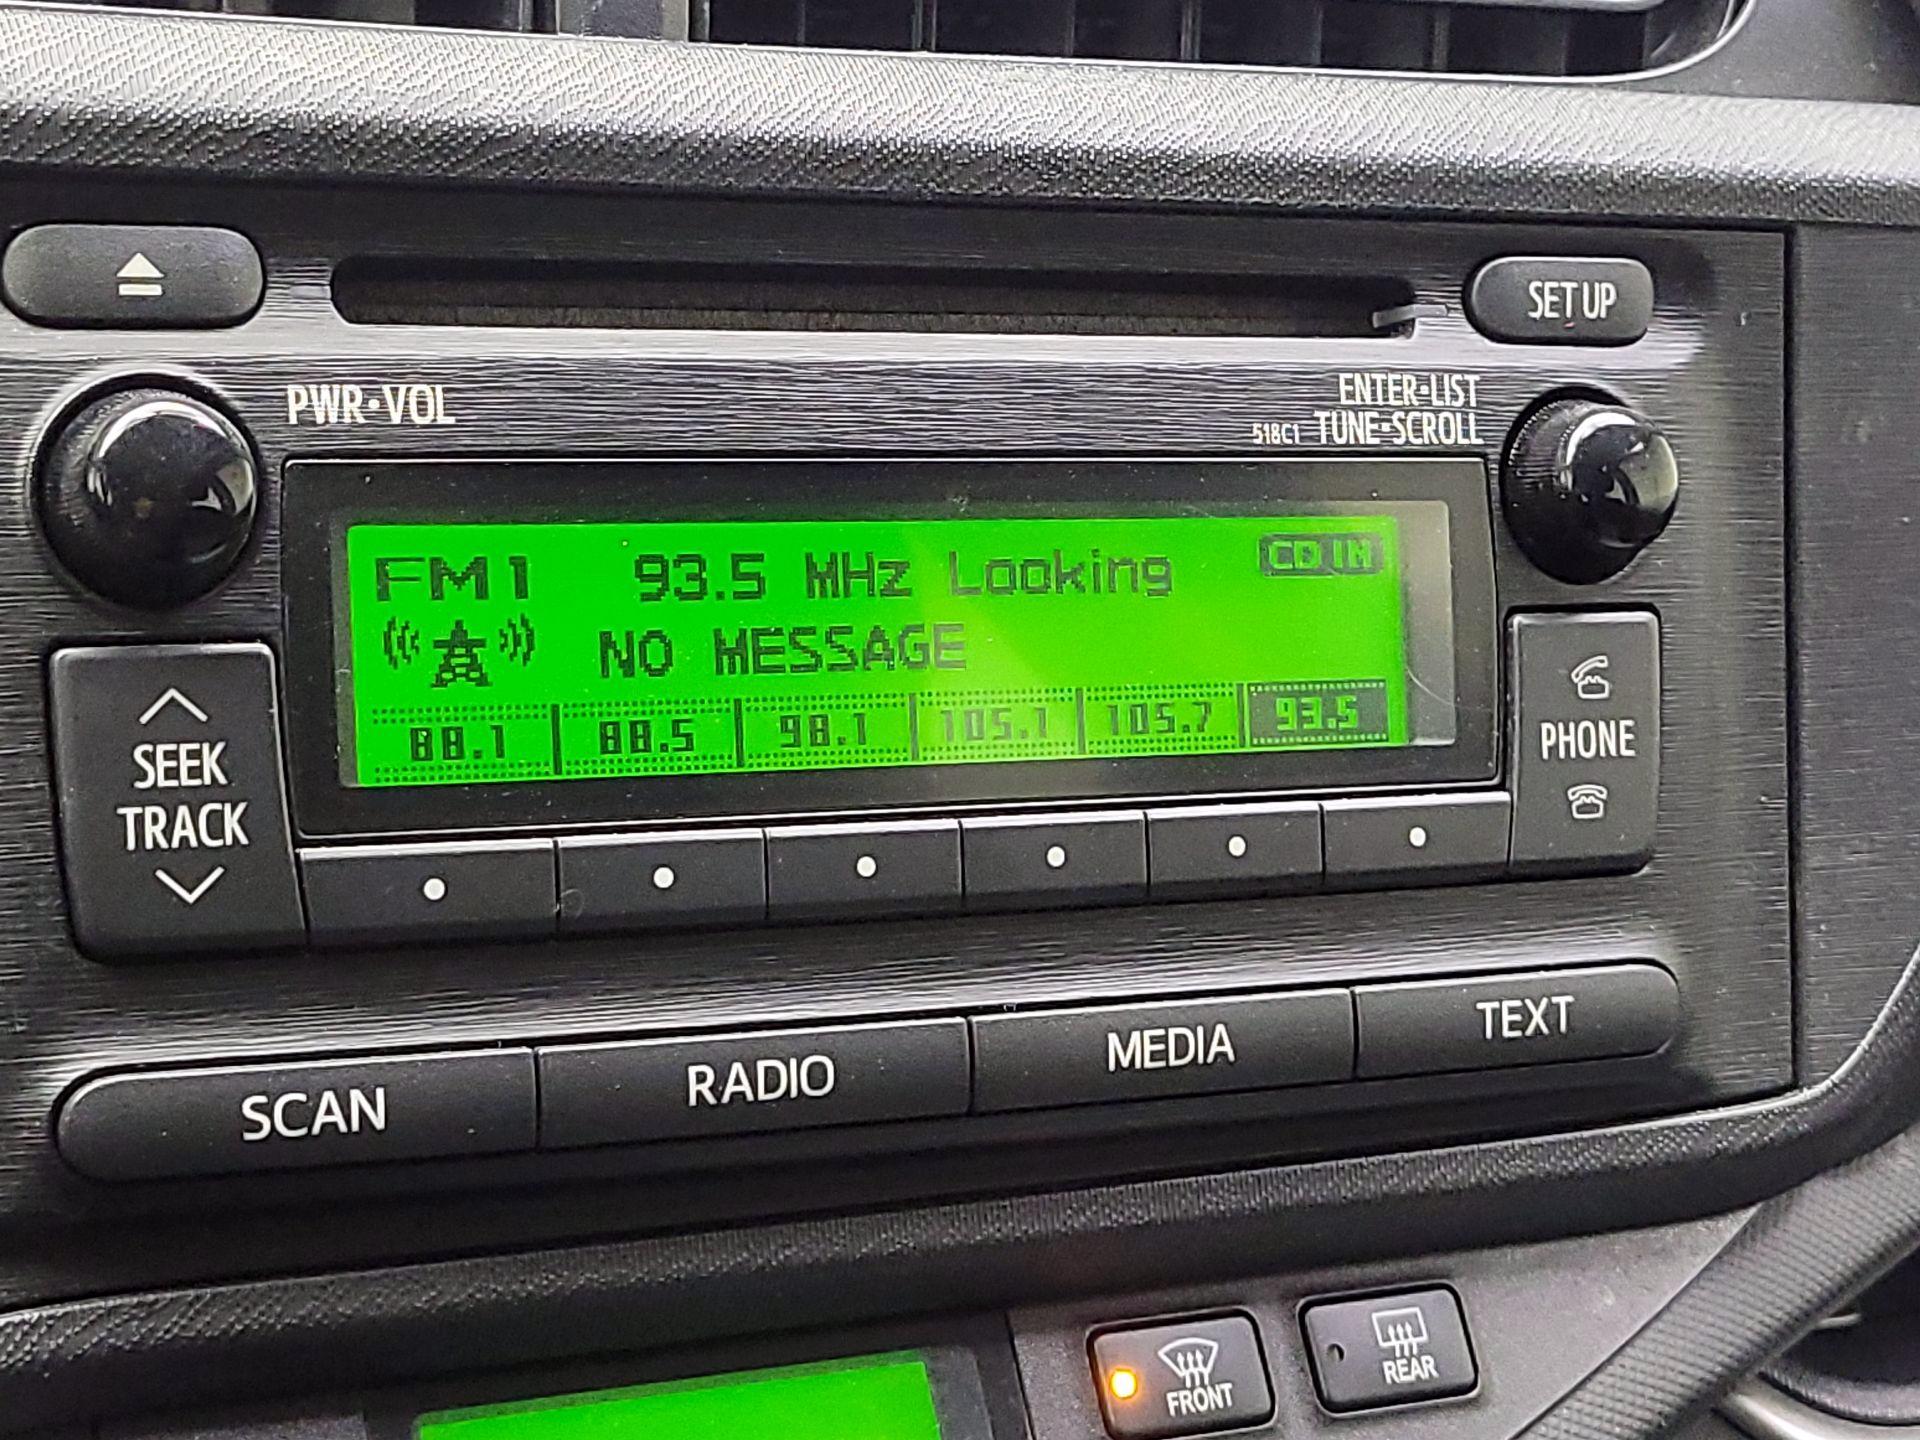 SET UP
PWR•VOL
ENTER•LIST
518C1 TUNE•SCROLL
FM1 93.5 MHz Looking CD IN
NO MESSAGE
88.1 88.5 98.1 105.1 105.7 93.5
SEEK
TRACK
PHONE
SCAN RADIO MEDIA TEXT
FRONT REAR